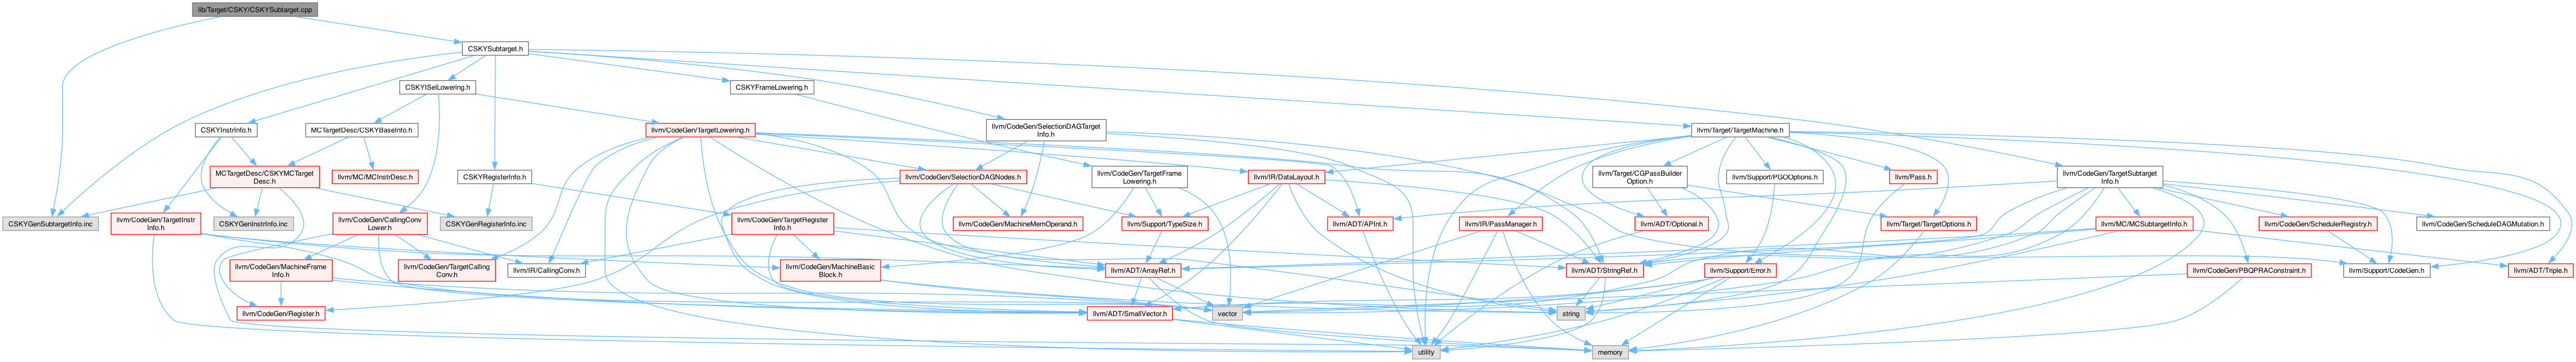 lib/Target/CSKY/CSKYSubtarget.cpp
CSKYSubtarget.h
CSKYISelLowering.h
CSKYFrameLowering.h
CSKYInstrInfo.h
MCTargetDesc/CSKYBaseInfo.h
llvm/CodeGen/TargetLowering.h
llvm/CodeGen/SelectionDAGTarget
Info.h
llvm/Target/TargetMachine.h
MCTargetDesc/CSKYMCTarget
Desc.h
llvm/MC/MCInstrDesc.h
CSKYRegisterInfo.h
llvm/CodeGen/SelectionDAGNodes.h
llvm/CodeGen/TargetFrame
Lowering.h
llvm/IR/DataLayout.h
llvm/Target/CGPassBuilder
Option.h
llvm/Support/PGOOptions.h
llvm/Pass.h
llvm/CodeGen/TargetSubtarget
Info.h
CSKYGenSubtargetInfo.inc
llvm/CodeGen/TargetInstr
Info.h
CSKYGenInstrInfo.inc
llvm/CodeGen/CallingConv
Lower.h
CSKYGenRegisterInfo.inc
llvm/CodeGen/TargetRegister
Info.h
llvm/CodeGen/MachineMemOperand.h
llvm/Support/TypeSize.h
llvm/ADT/APInt.h
llvm/IR/PassManager.h
llvm/ADT/Optional.h
llvm/Target/TargetOptions.h
llvm/MC/MCSubtargetInfo.h
llvm/CodeGen/SchedulerRegistry.h
llvm/CodeGen/ScheduleDAGMutation.h
llvm/CodeGen/MachineFrame
Info.h
llvm/CodeGen/TargetCalling
Conv.h
llvm/IR/CallingConv.h
llvm/CodeGen/MachineBasic
Block.h
llvm/ADT/ArrayRef.h
llvm/ADT/StringRef.h
llvm/Support/Error.h
llvm/CodeGen/PBQPRAConstraint.h
llvm/Support/CodeGen.h
llvm/ADT/Triple.h
llvm/CodeGen/Register.h
llvm/ADT/SmallVector.h
vector
string
utility
memory